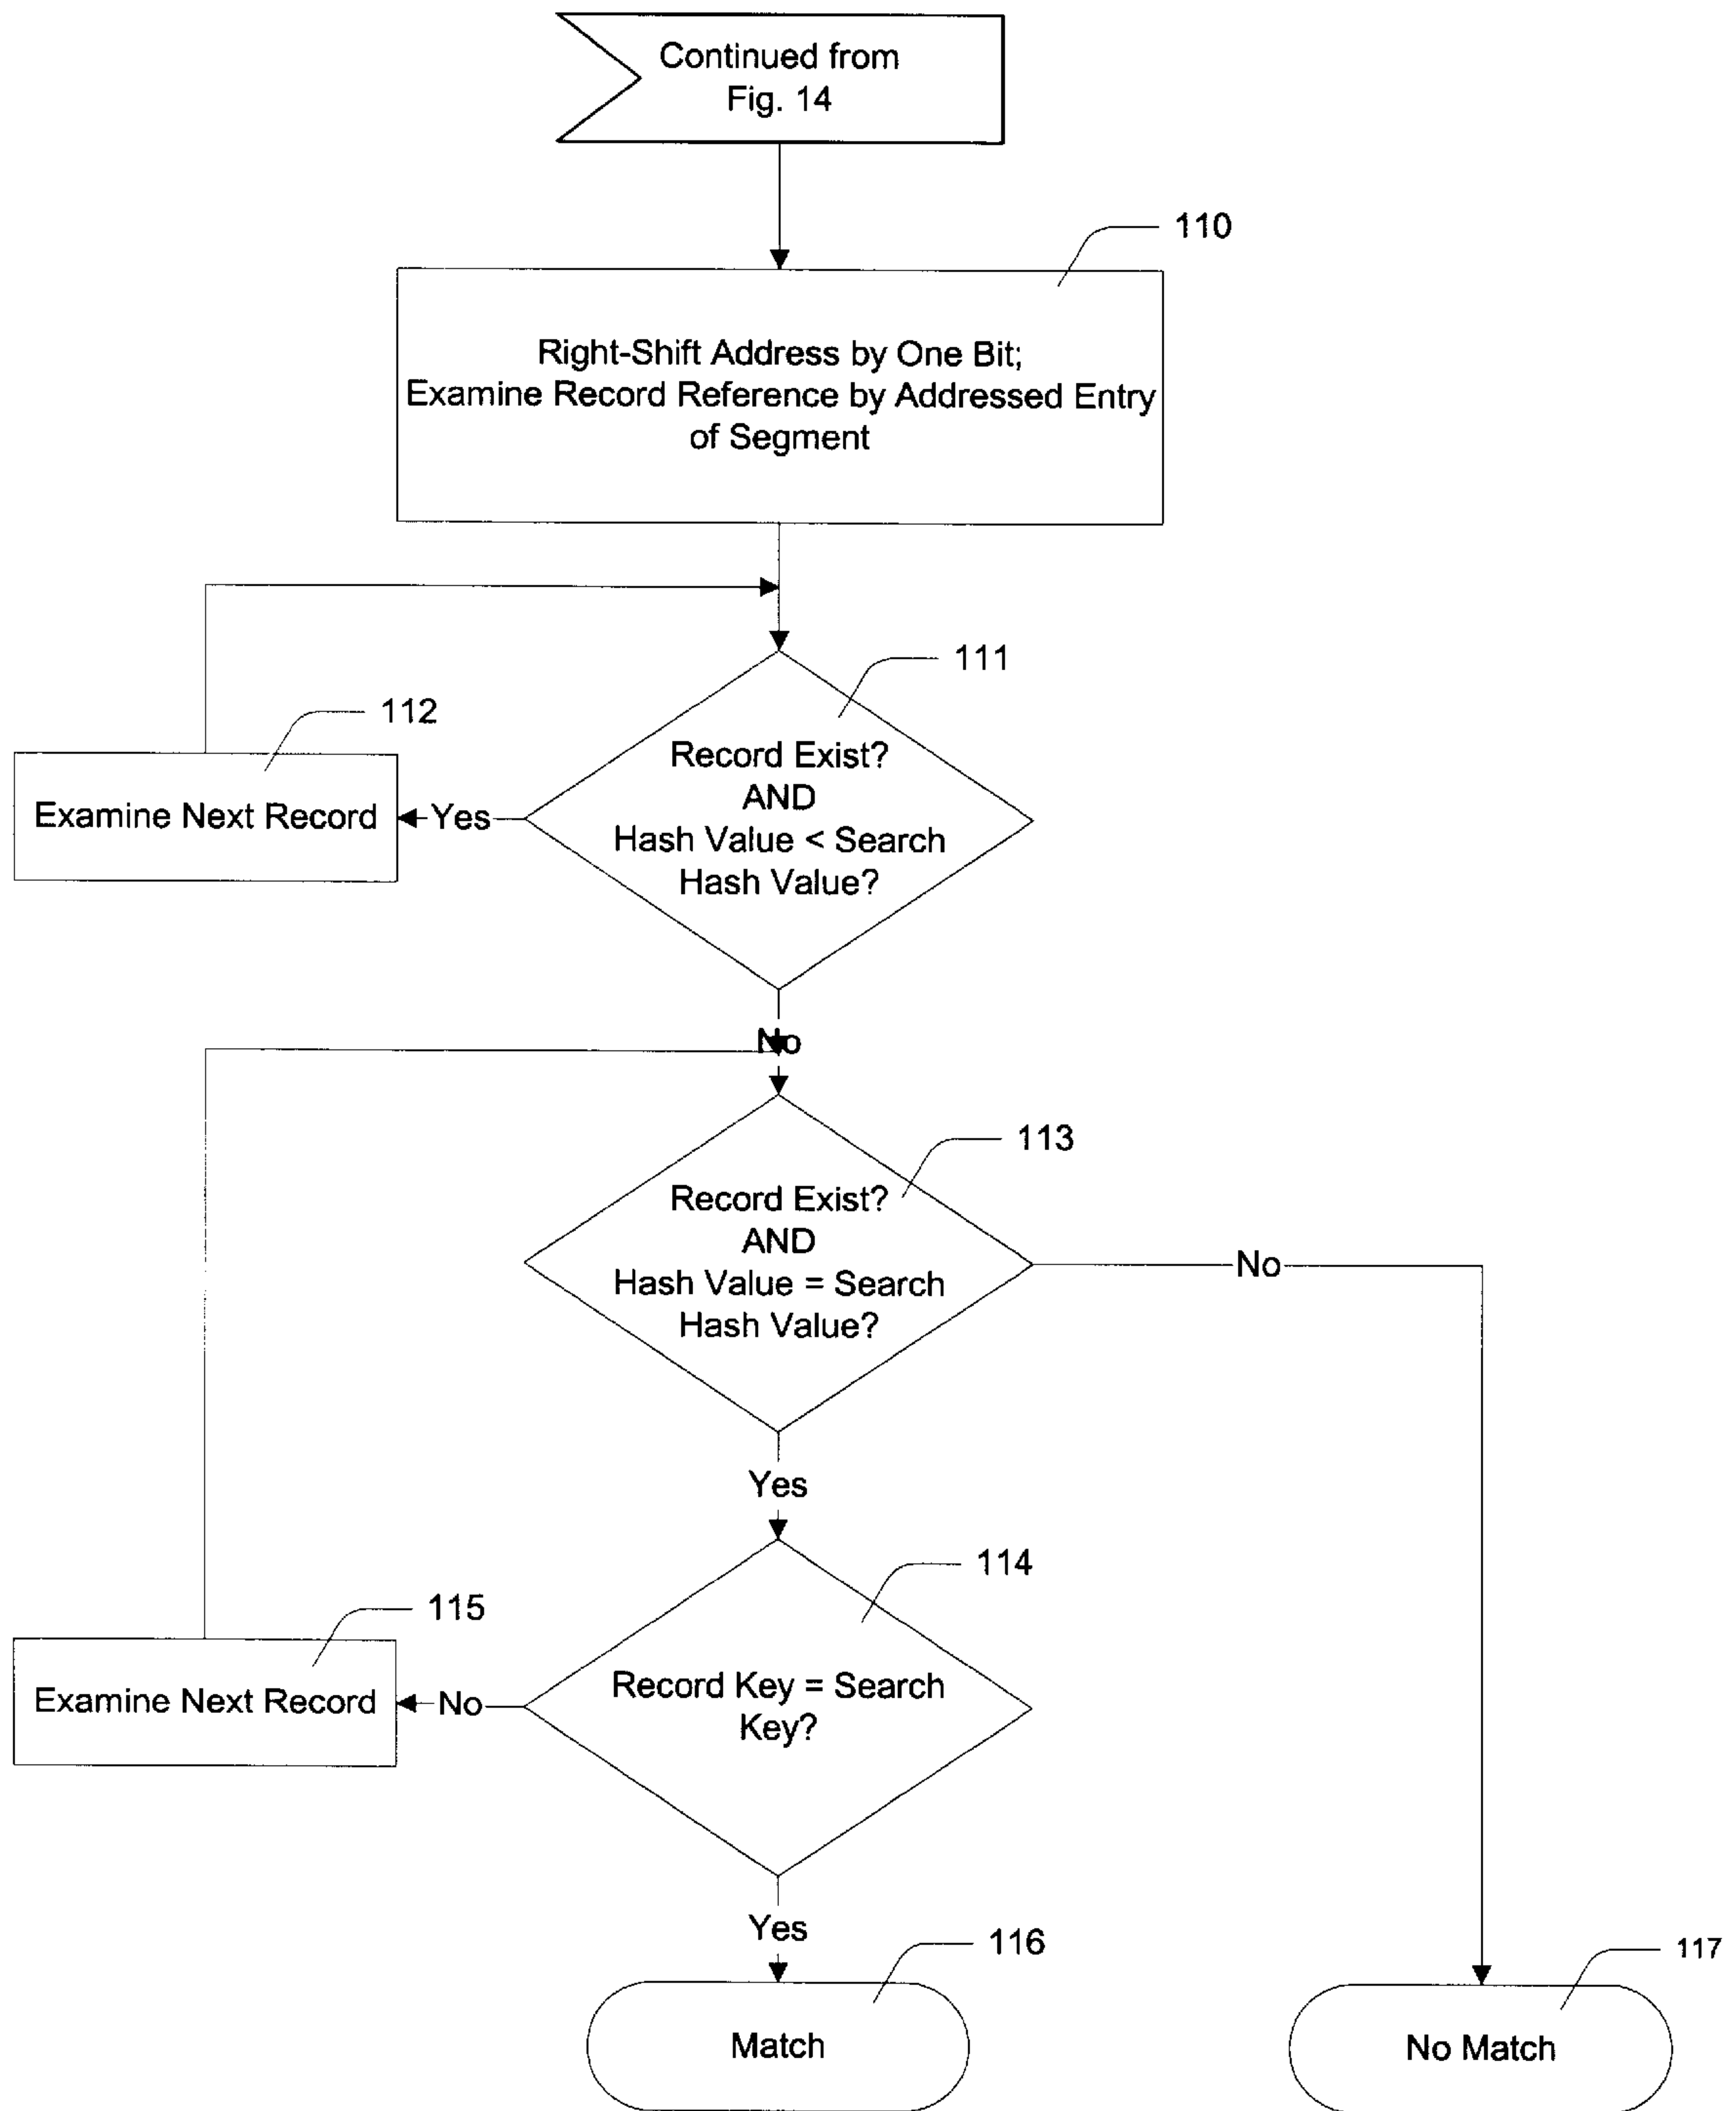 Continued from
Fig. 14
110
Right-Shift Address by One Bit;
Examine Record Reference by Addressed Entry
of Segment
111
112
Record Exist?
AND
Hash Value < Search
Hash Value?
Yes
Examine Next Record
No
113
Record Exist?
AND
Hash Value = Search
Hash Value?
No
Yes
114
115
Record Key = Search
Key?
No
Examine Next Record
Yes
116
117
Match
No Match